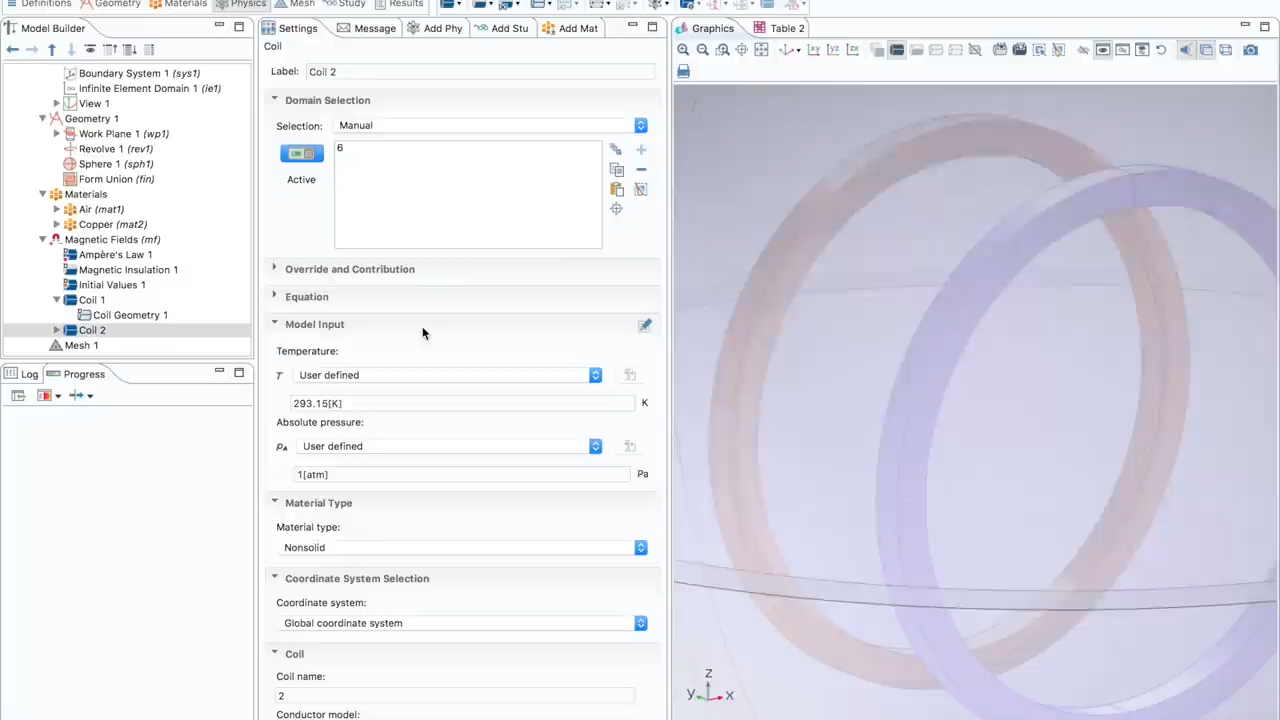 Definitions Geometry Materials Physics Mesh Study Results
Model Builder
Boundary System 1 (sys1)
Infinite Element Domain 1 (ie1)
View 1
Geometry 1
Work Plane 1 (wp1)
Revolve 1 (rev1)
Sphere 1 (sph1)
Form Union (fin)
Materials
Air (mat1)
Copper (mat2)
Magnetic Fields (mf)
Ampère's Law 1
Magnetic Insulation 1
Initial Values 1
Coil 1
Coil Geometry 1
Coil 2
Mesh 1
Log Progress
Settings Message Add Phy Add Stu Add Mat
Coil
Label: Coil 2
Domain Selection
Selection: Manual
6
Active
Override and Contribution
Equation
Model Input
Temperature:
T User defined
293.15[K] K
Absolute pressure:
pA User defined
1[atm] Pa
Material Type
Material type:
Nonsolid
Coordinate System Selection
Coordinate system:
Global coordinate system
Coil
Coil name:
2
Conductor model:
Graphics Table 2
xy yz zx
z
y x